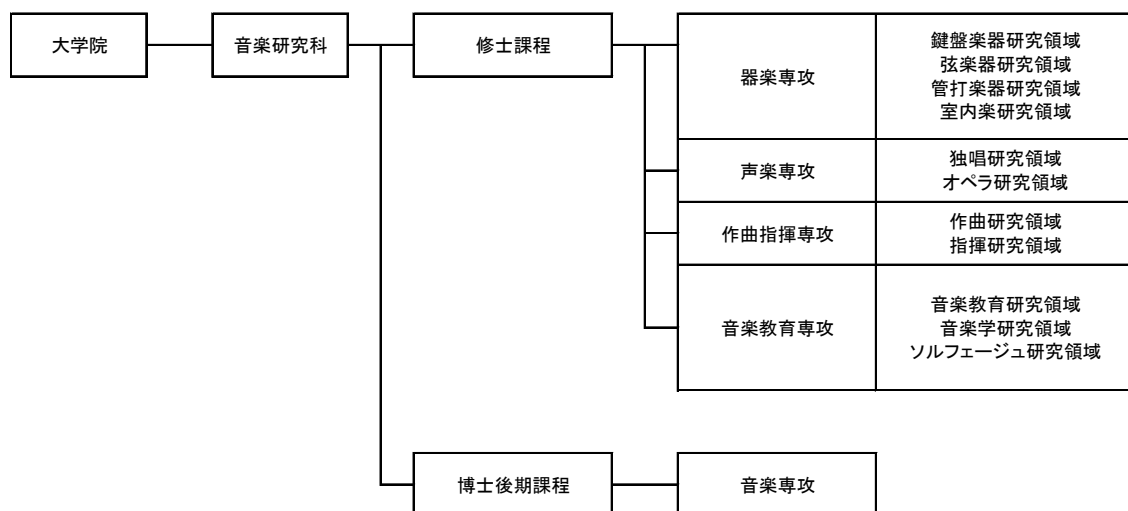 大学院
音楽研究科
修士課程
器楽専攻
鍵盤楽器研究領域
弦楽器研究領域
管打楽器研究領域
室内楽研究領域
声楽専攻
独唱研究領域
オペラ研究領域
作曲指揮専攻
作曲研究領域
指揮研究領域
音楽教育専攻
音楽教育研究領域
音楽学研究領域
ソルフェージュ研究領域
博士後期課程
音楽専攻